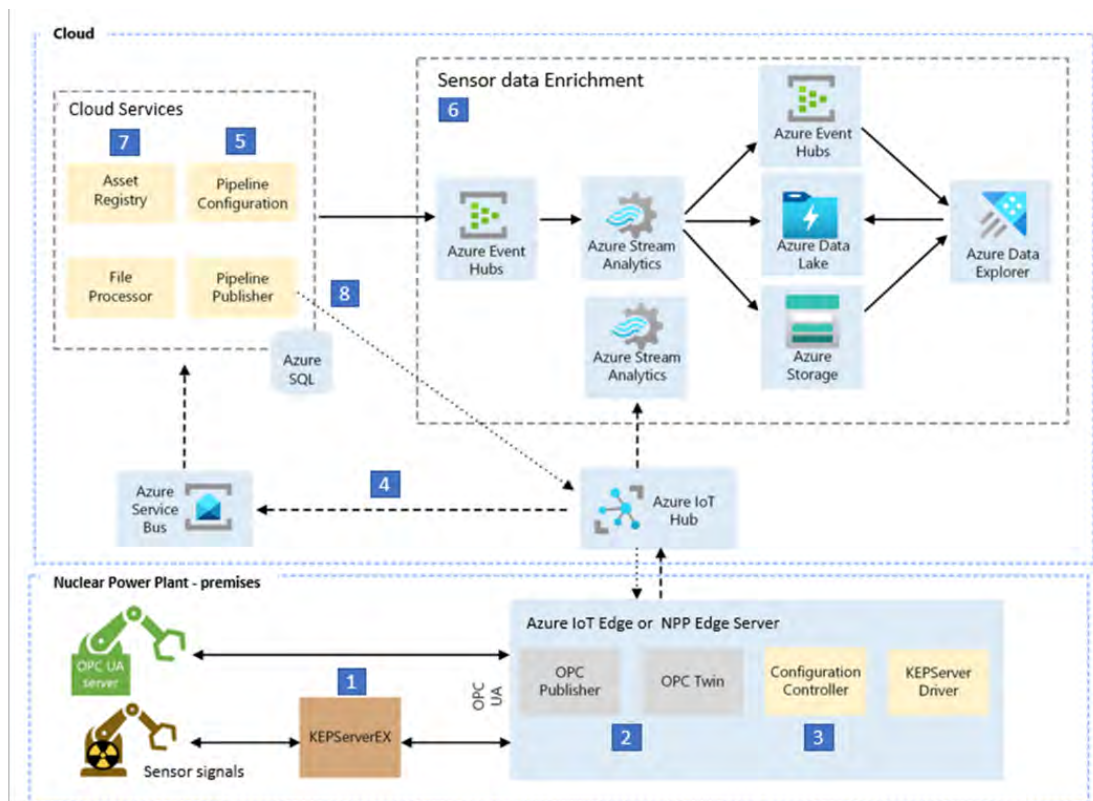 Cloud
Cloud Services
7
5
Asset
Registry
Pipeline
Configuration
File
Processor
Pipeline
Publisher
Azure
SQL
8
Sensor data Enrichment
6
Azure Event
Hubs
Azure Stream
Analytics
Azure Stream
Analytics
Azure Event
Hubs
Azure Data
Lake
Azure
Storage
Azure Data
Explorer
Azure
Service
Bus
4
Azure IoT
Hub
Nuclear Power Plant - premises
OPC UA
server
Sensor signals
1
KEPServerEX
OPC
UA
Azure IoT Edge or NPP Edge Server
OPC
Publisher
OPC Twin
Configuration
Controller
KEPServer
Driver
2
3